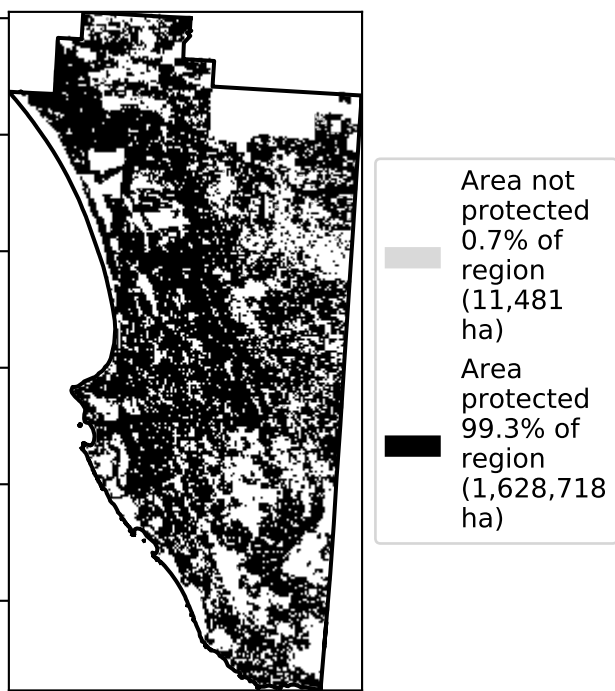 Area not
protected
0.7% of
region
(11,481
ha)
Area
protected
99.3% of
region
(1,628,718
ha)